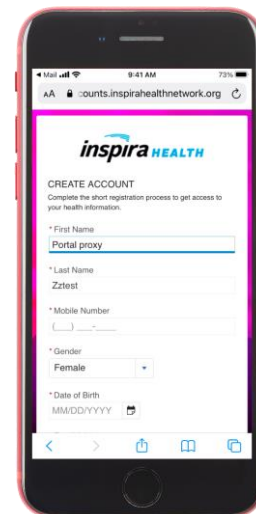 Mail 9:41 AM 73%
AA counts.inspirahealthnetwork.org
inspira HEALTH
CREATE ACCOUNT
Complete the short registration process to get access to
your health information.
* First Name
Portal proxy
* Last Name
Zztest
* Mobile Number
(___) ___-____
* Gender
Female
* Date of Birth
MM/DD/YYYY